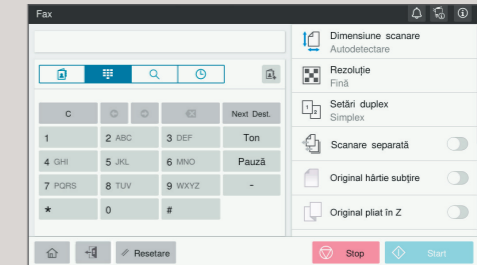 Fax
Dimensiune scanare
Autodetectare
Rezoluție
Fină
Setări duplex
Simplex
Scanare separată
Original hârtie subțire
Original pliat în Z
C
Next Dest.
1
2 ABC
3 DEF
Ton
4 GHI
5 JKL
6 MNO
Pauză
7 PQRS
8 TUV
9 WXYZ
-
*
0
#
Resetare
Stop
Start